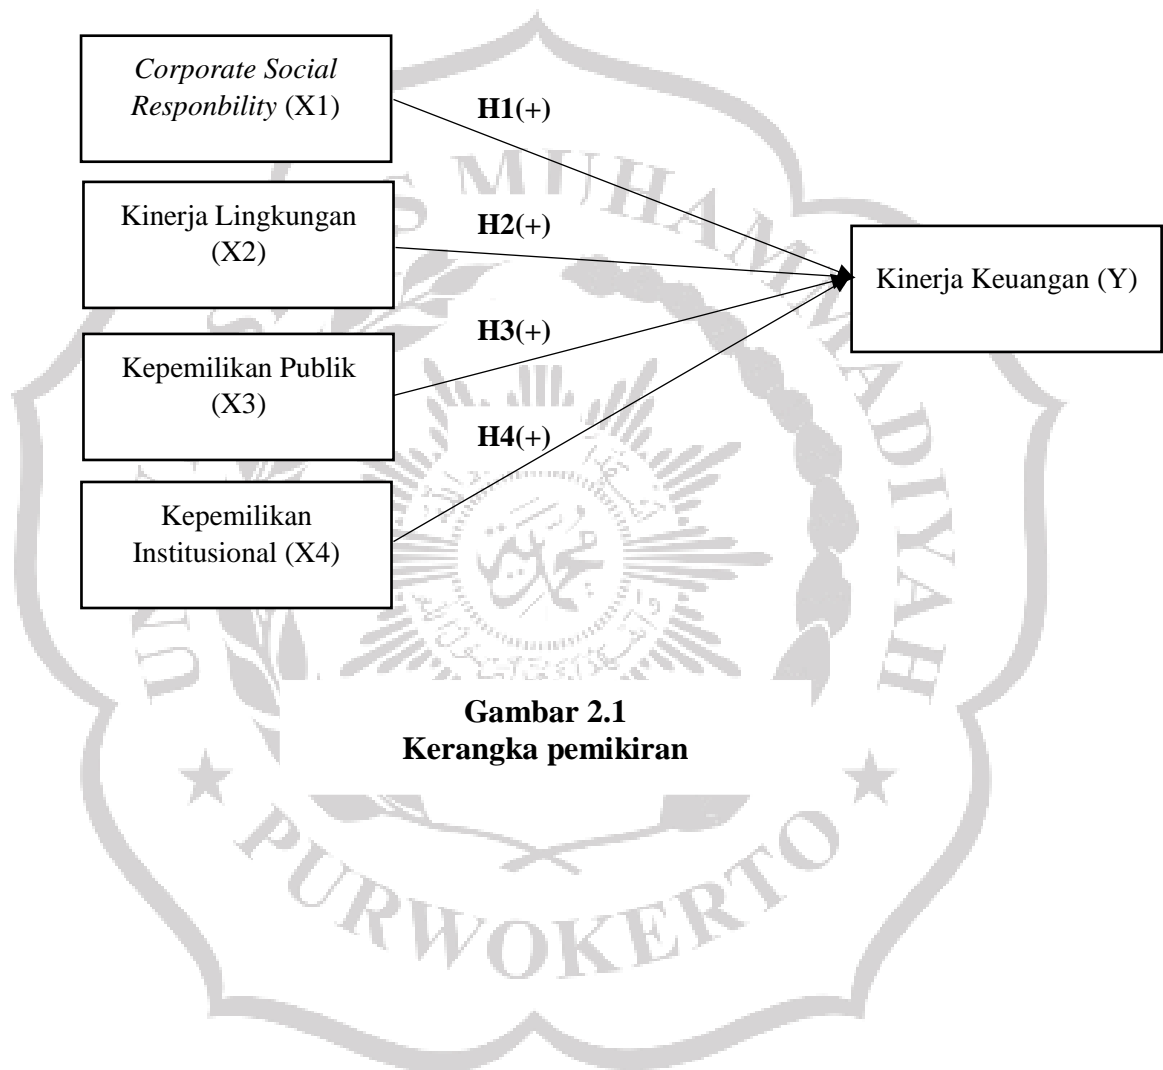 Corporate Social
Responbility (X1)
H1(+)
Kinerja Lingkungan
(X2)
H2(+)
Kinerja Keuangan (Y)
Kepemilikan Publik
(X3)
H3(+)
Kepemilikan
Institusional (X4)
H4(+)
Gambar 2.1
Kerangka pemikiran
S MUHAMMADIYAH
PURWOKERTO